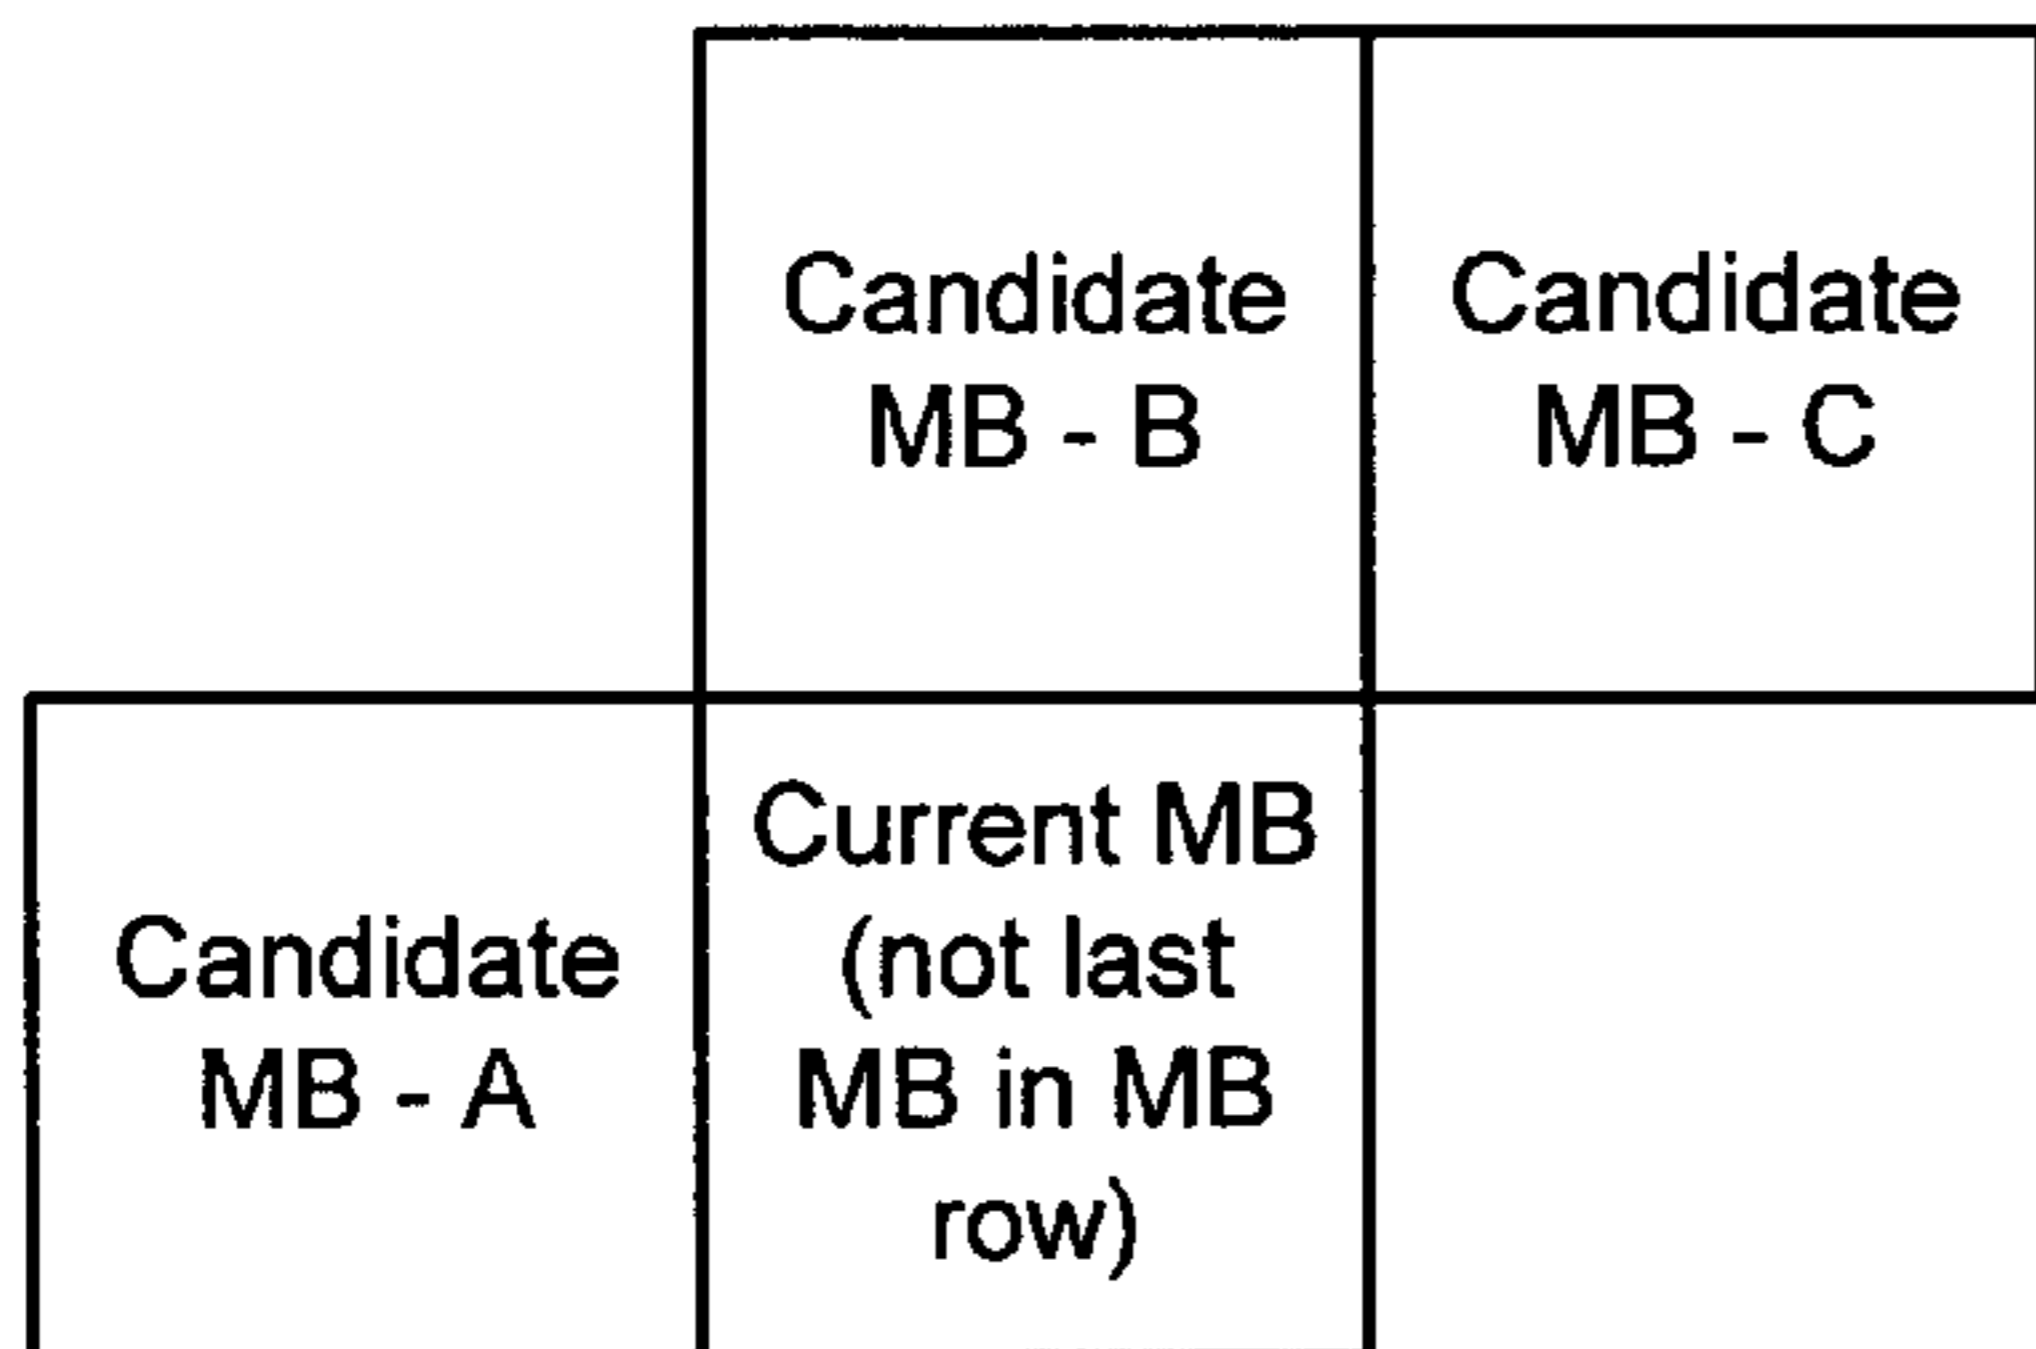 Candidate
MB - B
Candidate
MB - C
Candidate
MB - A
Current MB
(not last
MB in MB
row)